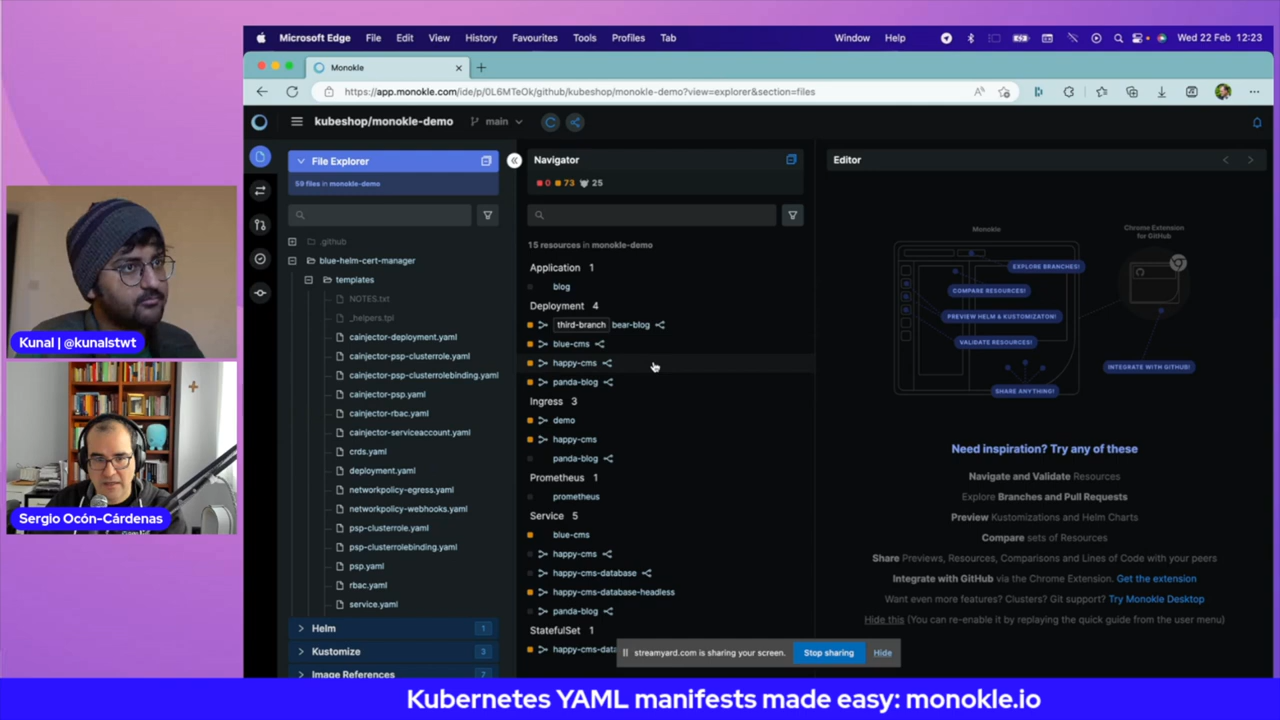 Microsoft Edge File Edit View History Favourites Tools Profiles Tab Window Help Wed 22 Feb 12:23
Monokle
https://app.monokle.com/ide/p/0L6MTeOk/github/kubeshop/monokle-demo?view=explorer&section=files
kubeshop/monokle-demo main
File Explorer
59 files in monokle-demo
.github
blue-helm-cert-manager
templates
NOTES.txt
_helpers.tpl
cainjector-deployment.yaml
cainjector-psp-clusterrole.yaml
cainjector-psp-clusterrolebinding.yaml
cainjector-psp.yaml
cainjector-rbac.yaml
cainjector-serviceaccount.yaml
crds.yaml
deployment.yaml
networkpolicy-egress.yaml
networkpolicy-webhooks.yaml
psp-clusterrole.yaml
psp-clusterrolebinding.yaml
psp.yaml
rbac.yaml
service.yaml
Helm 1
Kustomize 3
Image References 7
Navigator
0 73 25
15 resources in monokle-demo
Application 1
blog
Deployment 4
third-branch bear-blog
blue-cms
happy-cms
panda-blog
Ingress 3
demo
happy-cms
panda-blog
Prometheus 1
prometheus
Service 5
blue-cms
happy-cms
happy-cms-database
happy-cms-database-headless
panda-blog
StatefulSet 1
happy-cms-data
Editor
Monokle
Chrome Extension
for GitHub
EXPLORE BRANCHES!
COMPARE RESOURCES!
PREVIEW HELM & KUSTOMIZATION!
VALIDATE RESOURCES!
SHARE ANYTHING!
INTEGRATE WITH GITHUB!
Need inspiration? Try any of these
Navigate and Validate Resources
Explore Branches and Pull Requests
Preview Kustomizations and Helm Charts
Compare sets of Resources
Share Previews, Resources, Comparisons and Lines of Code with your peers
Integrate with GitHub via the Chrome Extension. Get the extension
Want even more features? Clusters? Git support? Try Monokle Desktop
Hide this (You can re-enable it by replaying the quick guide from the user menu)
streamyard.com is sharing your screen. Stop sharing Hide
Kunal | @kunalstwt
Sergio Ocón-Cárdenas
Kubernetes YAML manifests made easy: monokle.io